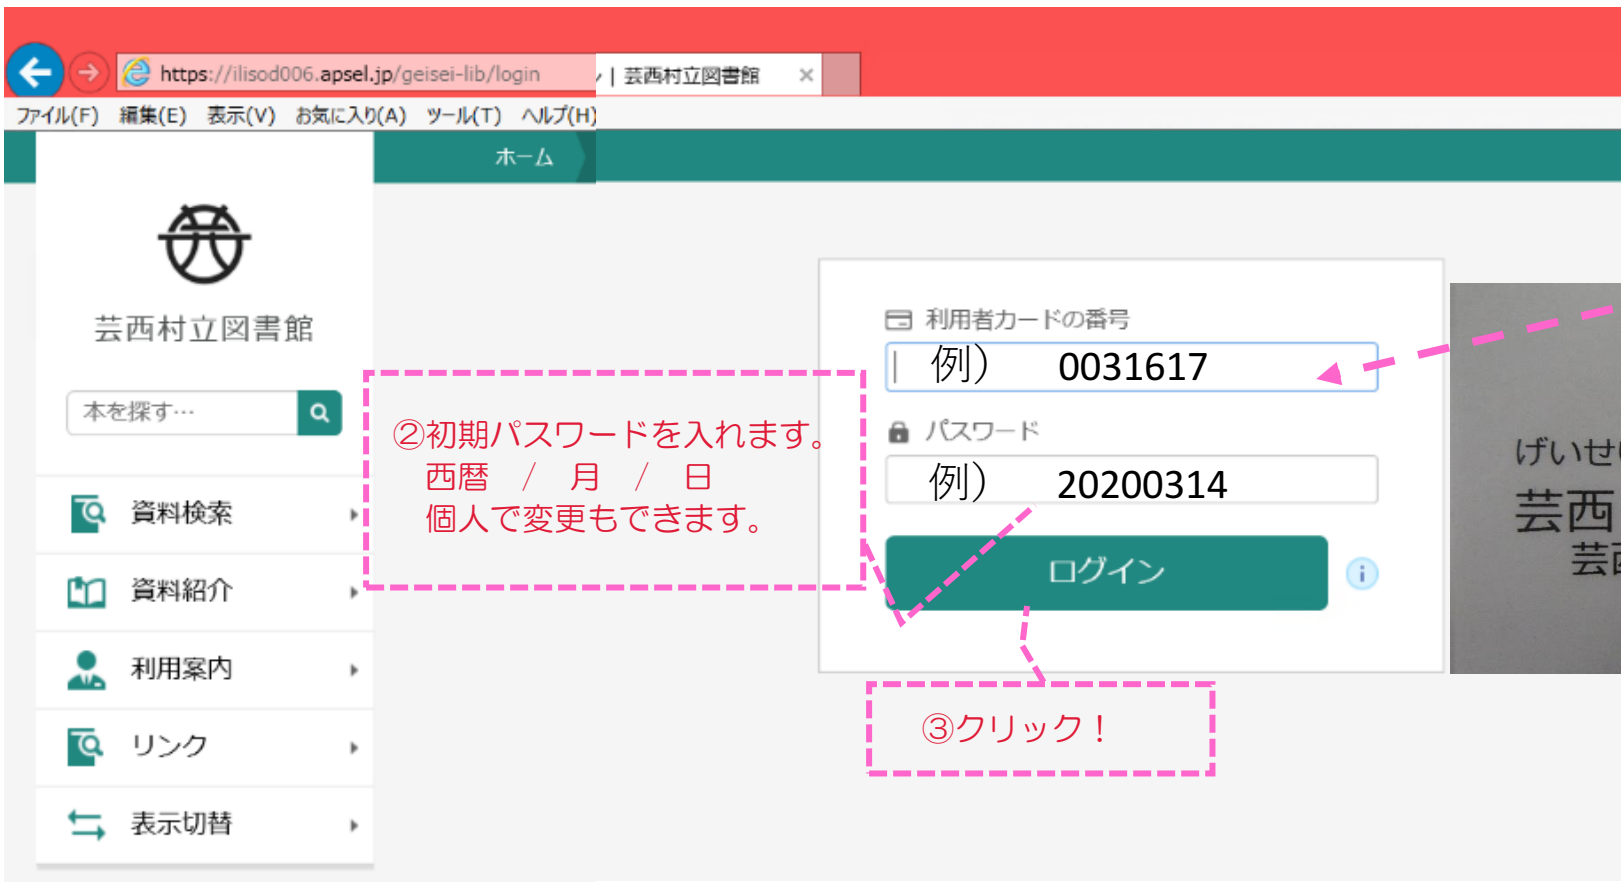 https://ilisod006.apsel.jp/geisei-lib/login
| 芸西村立図書館 ×
ファイル(F) 編集(E) 表示(V) お気に入り(A) ツール(T) ヘルプ(H)
ホーム
芸西村立図書館
本を探す…
資料検索
資料紹介
利用案内
リンク
表示切替
②初期パスワードを入れます。
西暦 / 月 / 日
個人で変更もできます。
利用者カードの番号
例) 0031617
パスワード
例) 20200314
ログイン
③クリック!
げいせい
芸西
芸西